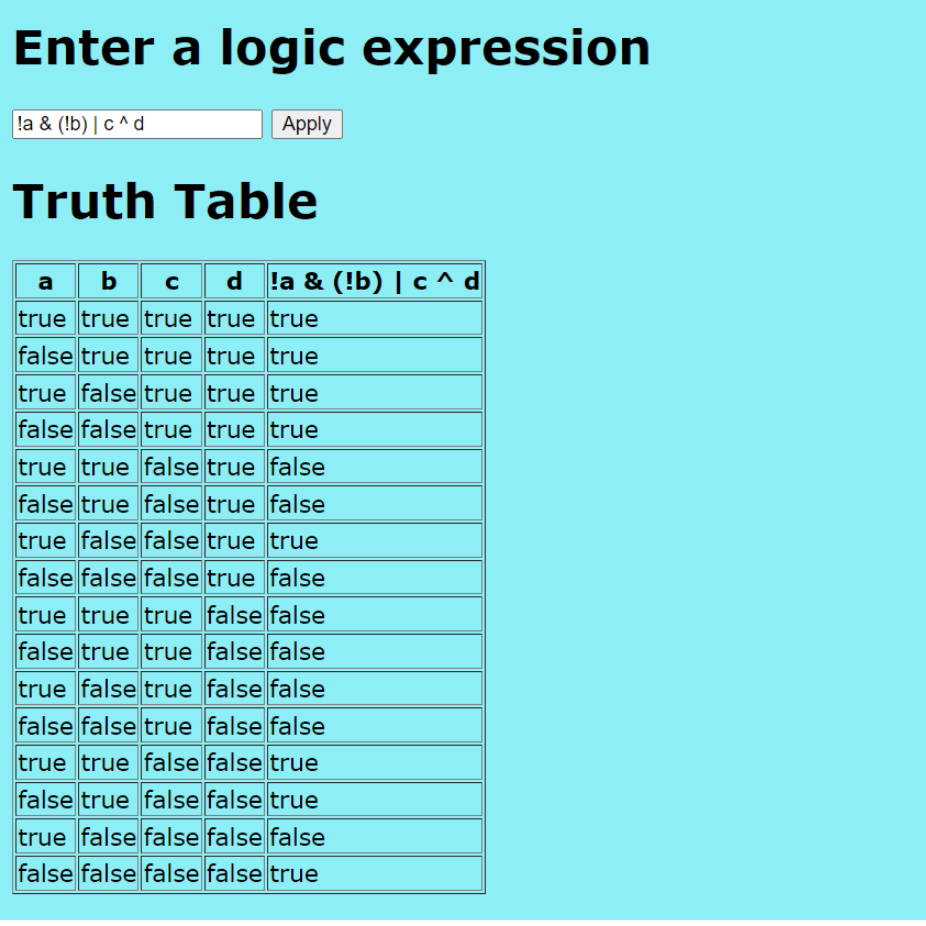 Enter a logic expression
!a & (!b) | c ^ d Apply
Truth Table
a b c d !a & (!b) | c ^ d
true true true true true
false true true true true
true false true true true
false false true true true
true true false true false
false true false true false
true false false true true
false false false true false
true true true false false
false true true false false
true false true false false
false false true false false
true true false false true
false true false false true
true false false false false
false false false false true